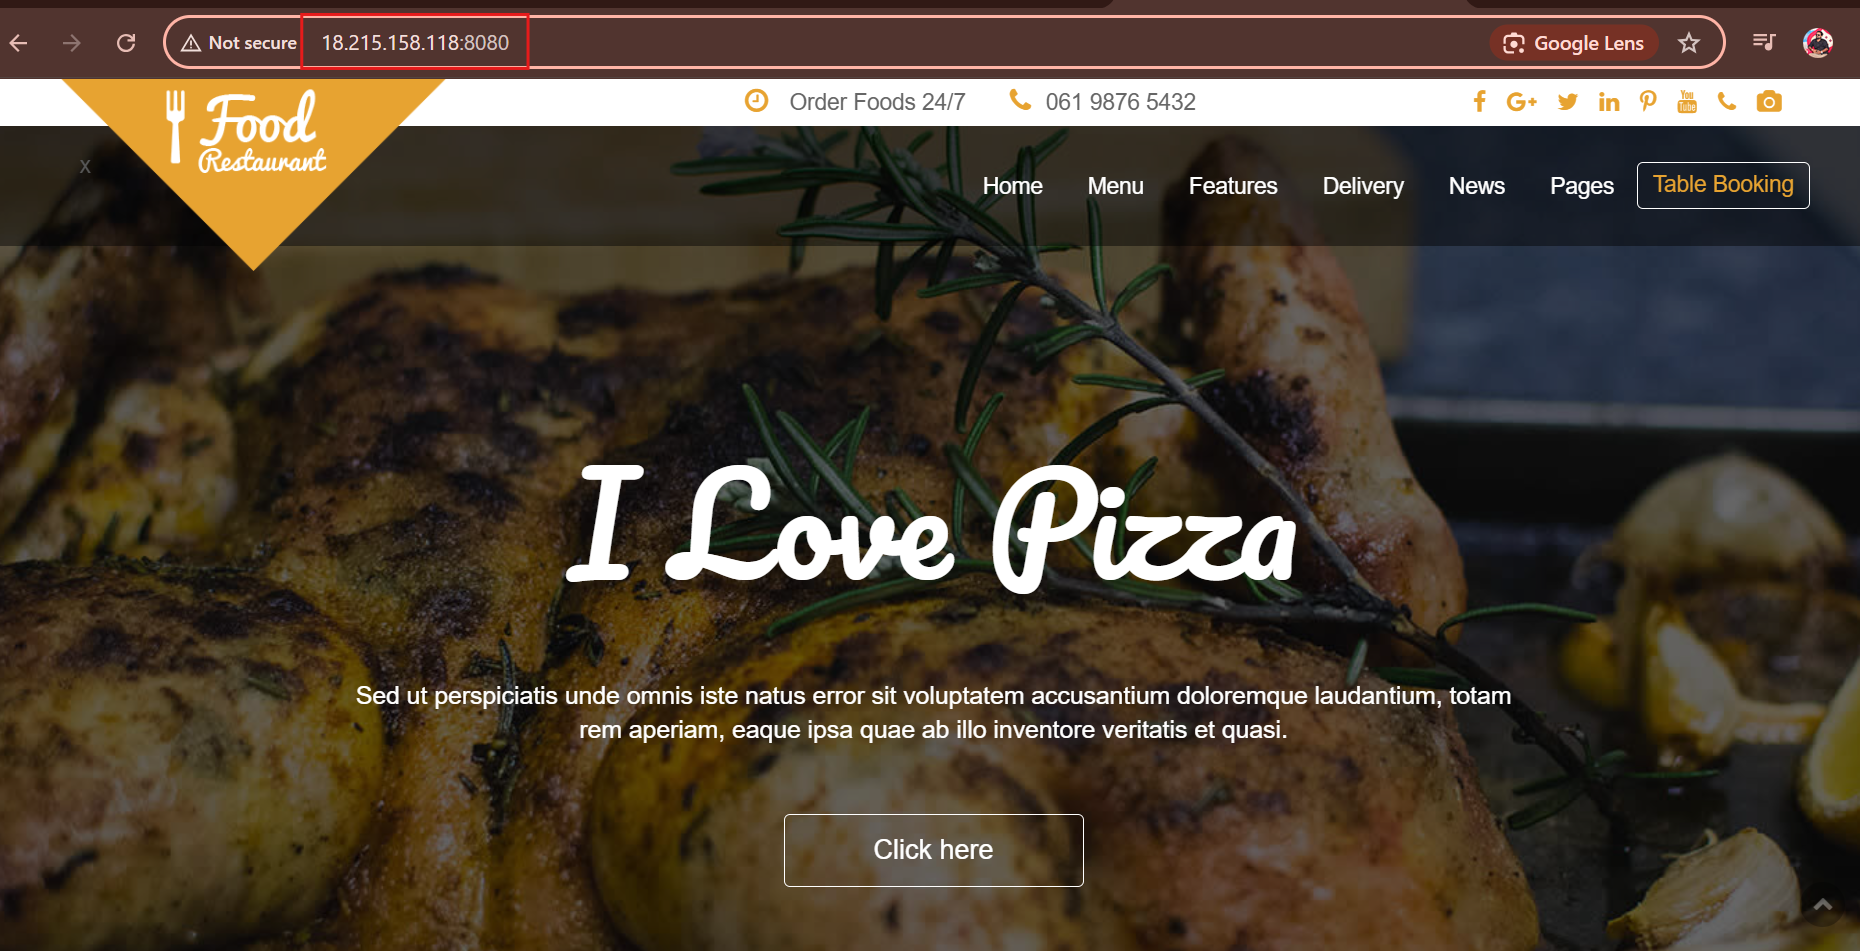 Not secure 18.215.158.118:8080 Google Lens
Food
Restaurant
Order Foods 24/7 061 9876 5432
You
Tube
x
Home Menu Features Delivery News Pages Table Booking
I Love Pizza
Sed ut perspiciatis unde omnis iste natus error sit voluptatem accusantium doloremque laudantium, totam
rem aperiam, eaque ipsa quae ab illo inventore veritatis et quasi.
Click here